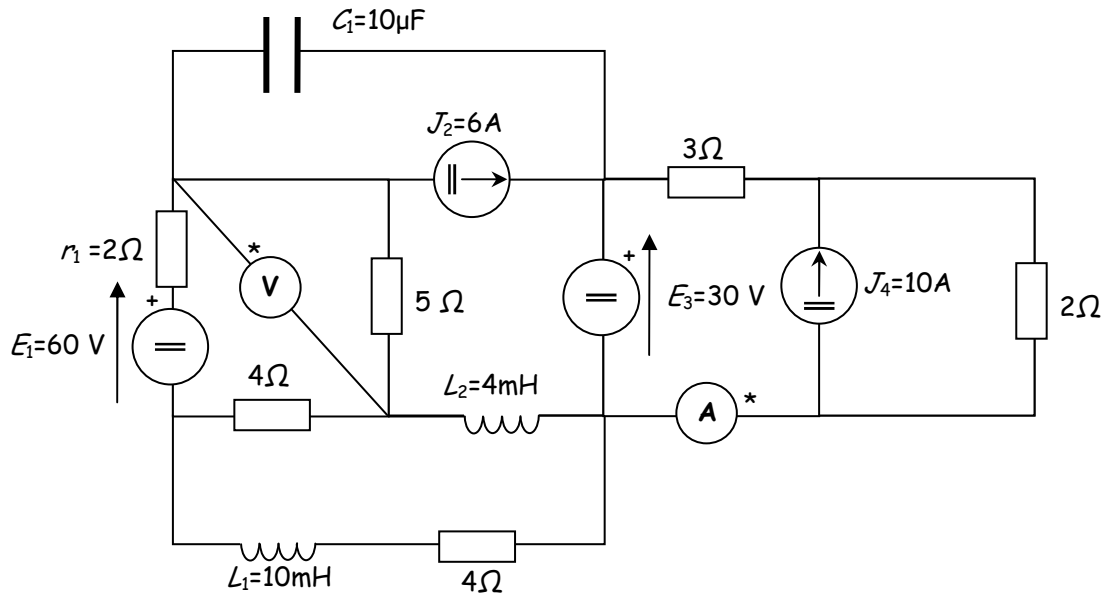 C₁=10µF
J₂=6A
3Ω
r₁ =2Ω
*
V
+
5 Ω
+
E₃=30 V
J₄=10A
2Ω
E₁=60 V
4Ω
L₂=4mH
A
*
L₁=10mH
4Ω